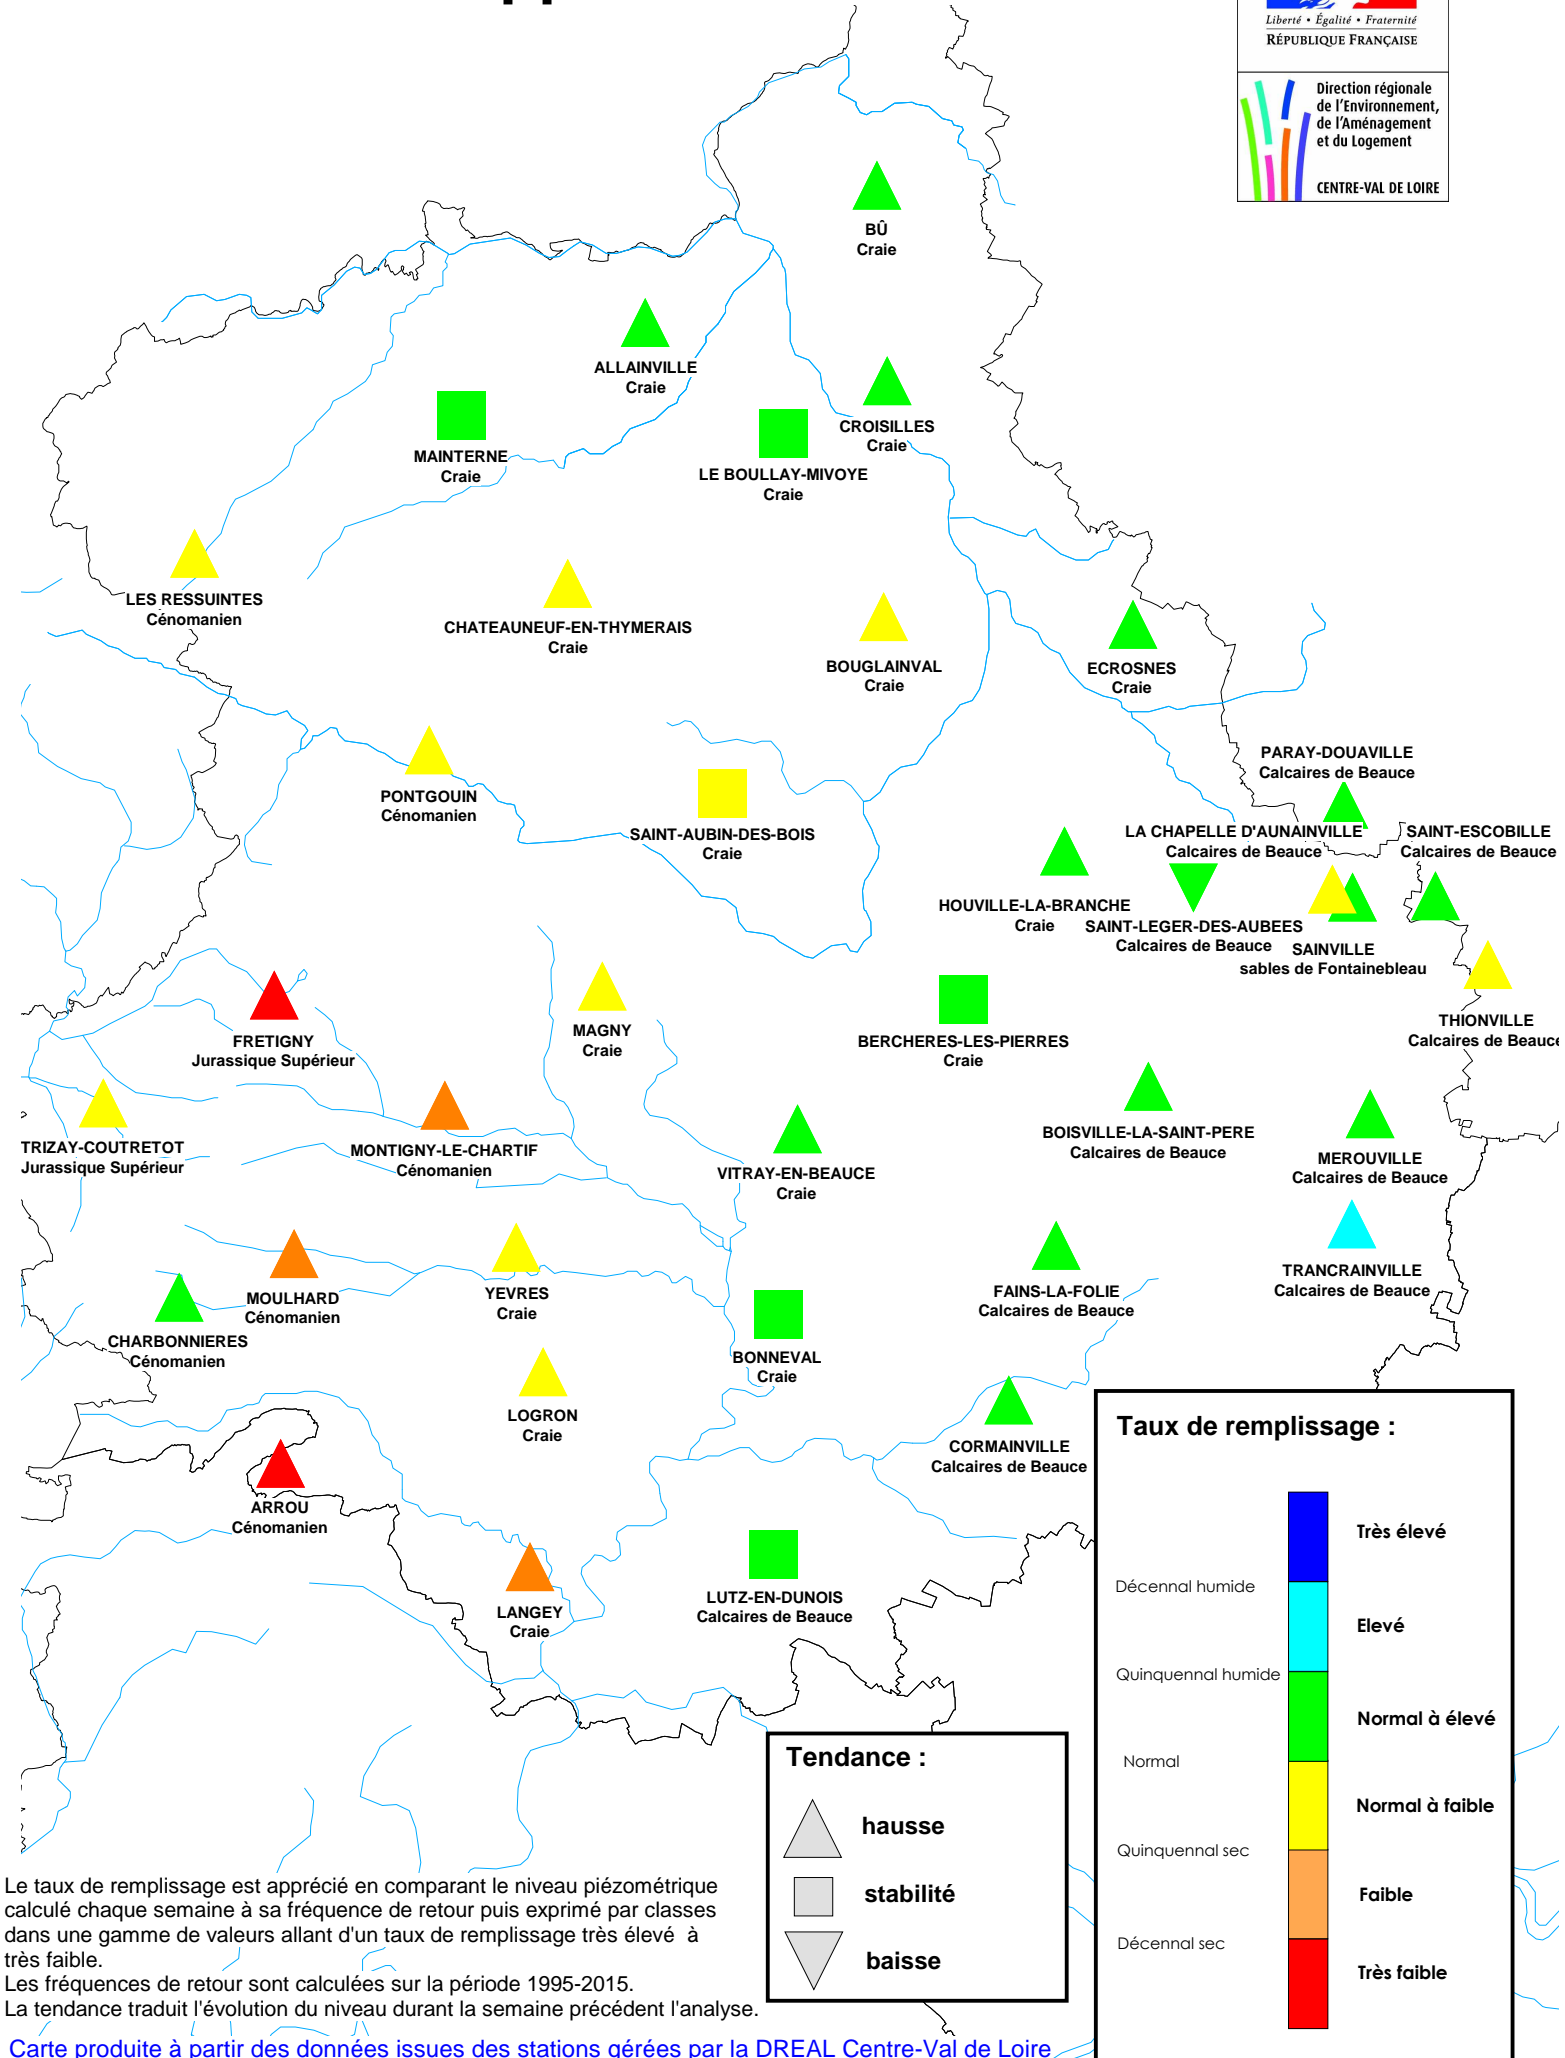 Liberté • Égalité • Fraternité
RÉPUBLIQUE FRANÇAISE
Direction régionale
de l'Environnement,
de l'Aménagement
et du Logement
CENTRE-VAL DE LOIRE
BÛ
Craie
ALLAINVILLE
Craie
CROISILLES
Craie
MAINTERNE
Craie
LE BOULLAY-MIVOYE
Craie
LES RESSUINTES
Cénomanien
CHATEAUNEUF-EN-THYMERAIS
Craie
BOUGLAINVAL
Craie
ECROSNES
Craie
PARAY-DOUAVILLE
Calcaires de Beauce
PONTGOUIN
Cénomanien
SAINT-AUBIN-DES-BOIS
Craie
LA CHAPELLE D'AUNAINVILLE
Calcaires de Beauce
SAINT-ESCOBILLE
Calcaires de Beauce
HOUVILLE-LA-BRANCHE
Craie
SAINT-LEGER-DES-AUBEES
Calcaires de Beauce
SAINVILLE
sables de Fontainebleau
THIONVILLE
Calcaires de Beauce
FRETIGNY
Jurassique Supérieur
MAGNY
Craie
BERCHERES-LES-PIERRES
Craie
TRIZAY-COUTRETOT
Jurassique Supérieur
MONTIGNY-LE-CHARTIF
Cénomanien
VITRAY-EN-BEAUCE
Craie
BOISVILLE-LA-SAINT-PERE
Calcaires de Beauce
MEROUVILLE
Calcaires de Beauce
MOULHARD
Cénomanien
YEVRES
Craie
FAINS-LA-FOLIE
Calcaires de Beauce
TRANCRAINVILLE
Calcaires de Beauce
CHARBONNIERES
Cénomanien
BONNEVAL
Craie
LOGRON
Craie
CORMAINVILLE
Calcaires de Beauce
ARROU
Cénomanien
LANGEY
Craie
LUTZ-EN-DUNOIS
Calcaires de Beauce
Taux de remplissage :
Très élevé
Décennal humide
Elevé
Quinquennal humide
Normal à élevé
Normal
Normal à faible
Quinquennal sec
Faible
Décennal sec
Très faible
Tendance :
hausse
stabilité
baisse
Le taux de remplissage est apprécié en comparant le niveau piézométrique
calculé chaque semaine à sa fréquence de retour puis exprimé par classes
dans une gamme de valeurs allant d'un taux de remplissage très élevé à
très faible.
Les fréquences de retour sont calculées sur la période 1995-2015.
La tendance traduit l'évolution du niveau durant la semaine précédent l'analyse.
Carte produite à partir des données issues des stations gérées par la DREAL Centre-Val de Loire